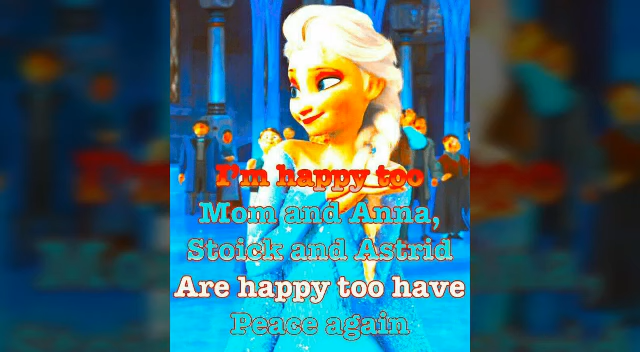 I'm happy too
Mom and Anna,
Stoick and Astrid
Are happy too have
Peace again